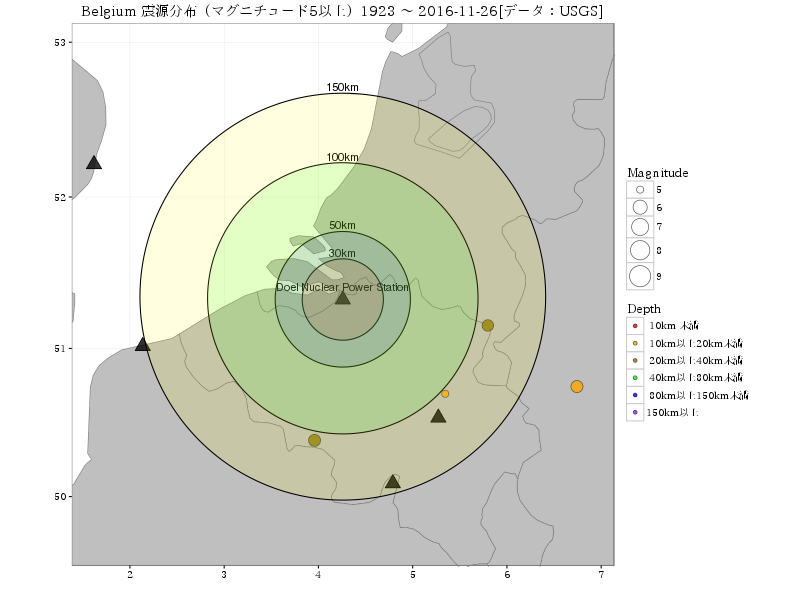 Belgium 震源分布（マグニチュード5以上）1923 ～ 2016-11-26[データ：USGS]
53
52
51
50
2
3
4
5
6
7
150km
100km
50km
30km
Doel Nuclear Power Station
Magnitude
5
6
7
8
9
Depth
10km 未満
10km以上20km未満
20km以上40km未満
40km以上80km未満
80km以上150km未満
150km以上